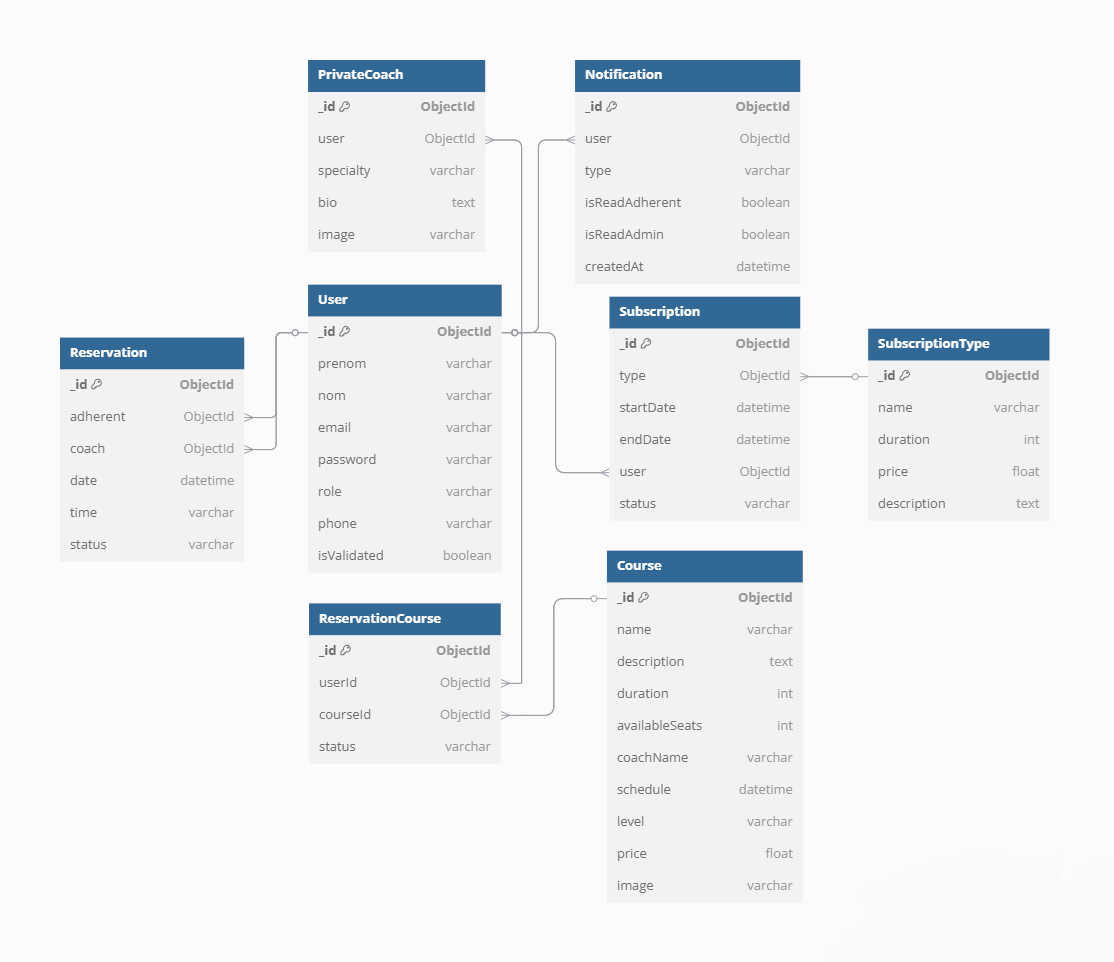 PrivateCoach
_id ObjectId
user ObjectId
specialty varchar
bio text
image varchar
Notification
_id ObjectId
user ObjectId
type varchar
isReadAdherent boolean
isReadAdmin boolean
createdAt datetime
User
_id ObjectId
prenom varchar
nom varchar
email varchar
password varchar
role varchar
phone varchar
isValidated boolean
Subscription
_id ObjectId
type ObjectId
startDate datetime
endDate datetime
user ObjectId
status varchar
SubscriptionType
_id ObjectId
name varchar
duration int
price float
description text
Reservation
_id ObjectId
adherent ObjectId
coach ObjectId
date datetime
time varchar
status varchar
ReservationCourse
_id ObjectId
userId ObjectId
courseId ObjectId
status varchar
Course
_id ObjectId
name varchar
description text
duration int
availableSeats int
coachName varchar
schedule datetime
level varchar
price float
image varchar